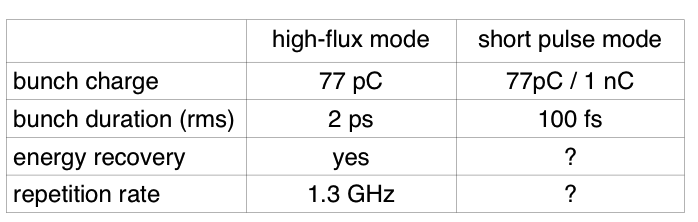 high-flux mode short pulse mode
bunch charge 77 pC 77pC / 1 nC
bunch duration (rms) 2 ps 100 fs
energy recovery yes ?
repetition rate 1.3 GHz ?